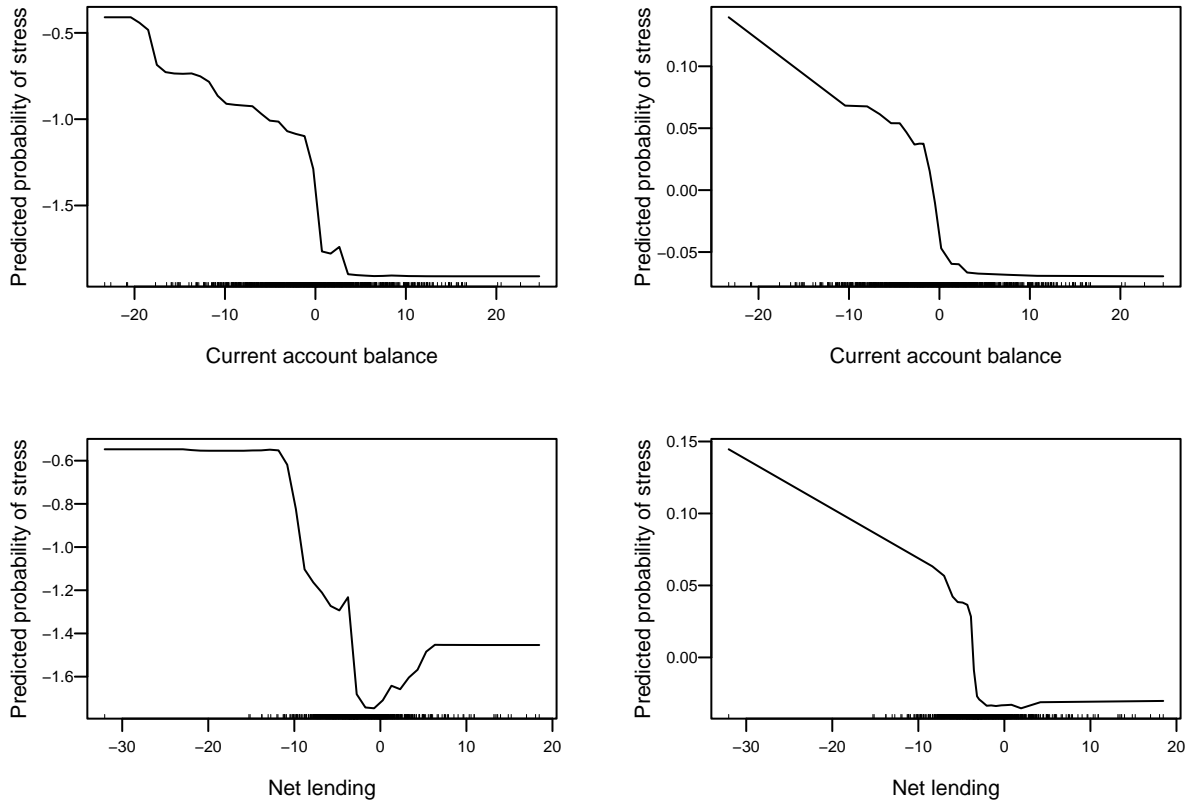 Predicted probability of stress
−0.5
−1.0
−1.5
−20 −10 0 10 20
Current account balance
Predicted probability of stress
0.10
0.05
0.00
−0.05
−20 −10 0 10 20
Current account balance
Predicted probability of stress
−0.6
−0.8
−1.0
−1.2
−1.4
−1.6
−30 −20 −10 0 10 20
Net lending
Predicted probability of stress
0.15
0.10
0.05
0.00
−30 −20 −10 0 10 20
Net lending